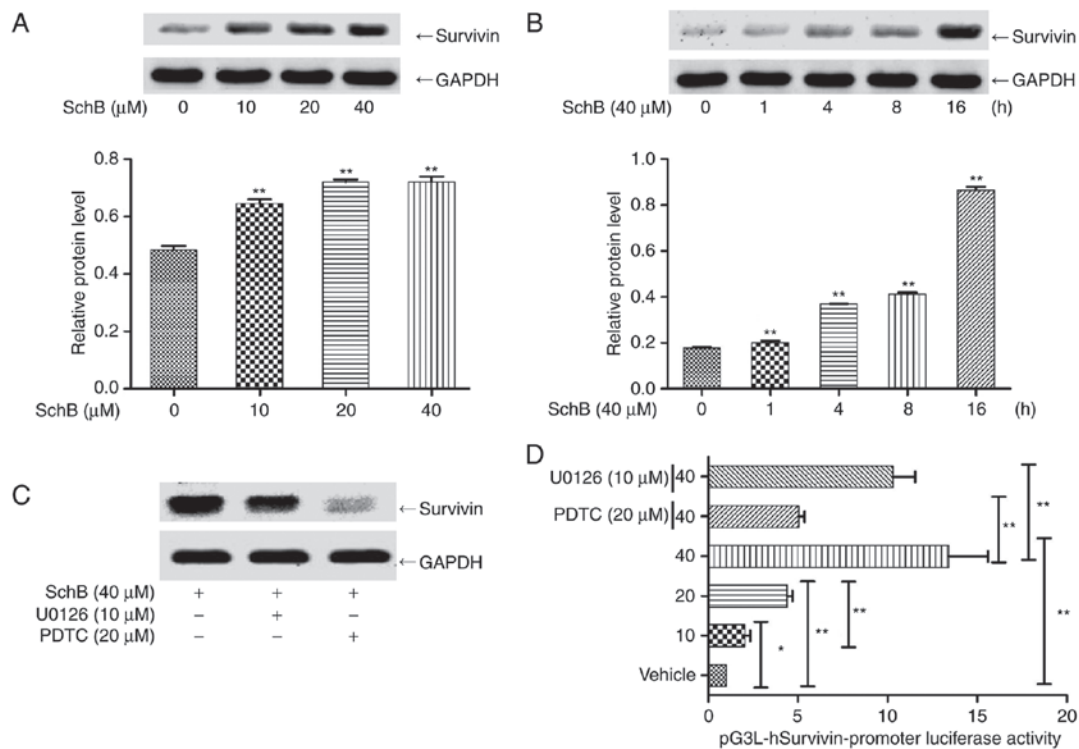 A
←Survivin
←GAPDH
SchB (μM) 0 10 20 40
Relative protein level
0.8
0.6
0.4
0.2
0.0
** ** **
SchB (μM) 0 10 20 40
B
←Survivin
←GAPDH
SchB (40 μM) 0 1 4 8 16 (h)
Relative protein level
1.0
0.8
0.6
0.4
0.2
0.0
** ** ** **
SchB (40 μM) 0 1 4 8 16 (h)
C
←Survivin
←GAPDH
SchB (40 μM) + + +
U0126 (10 μM) – + –
PDTC (20 μM) – – +
D
U0126 (10 μM) 40
PDTC (20 μM) 40
40
20
10
Vehicle
* ** ** ** ** **
0 5 10 15 20
pG3L-hSurvivin-promoter luciferase activity